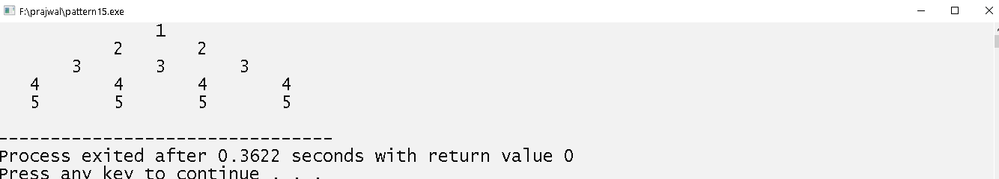 F:\prajwal\pattern15.exe
1
2 2
3 3 3
4 4 4 4
5 5 5 5
--------------------------------
Process exited after 0.3622 seconds with return value 0
Press any key to continue . . .